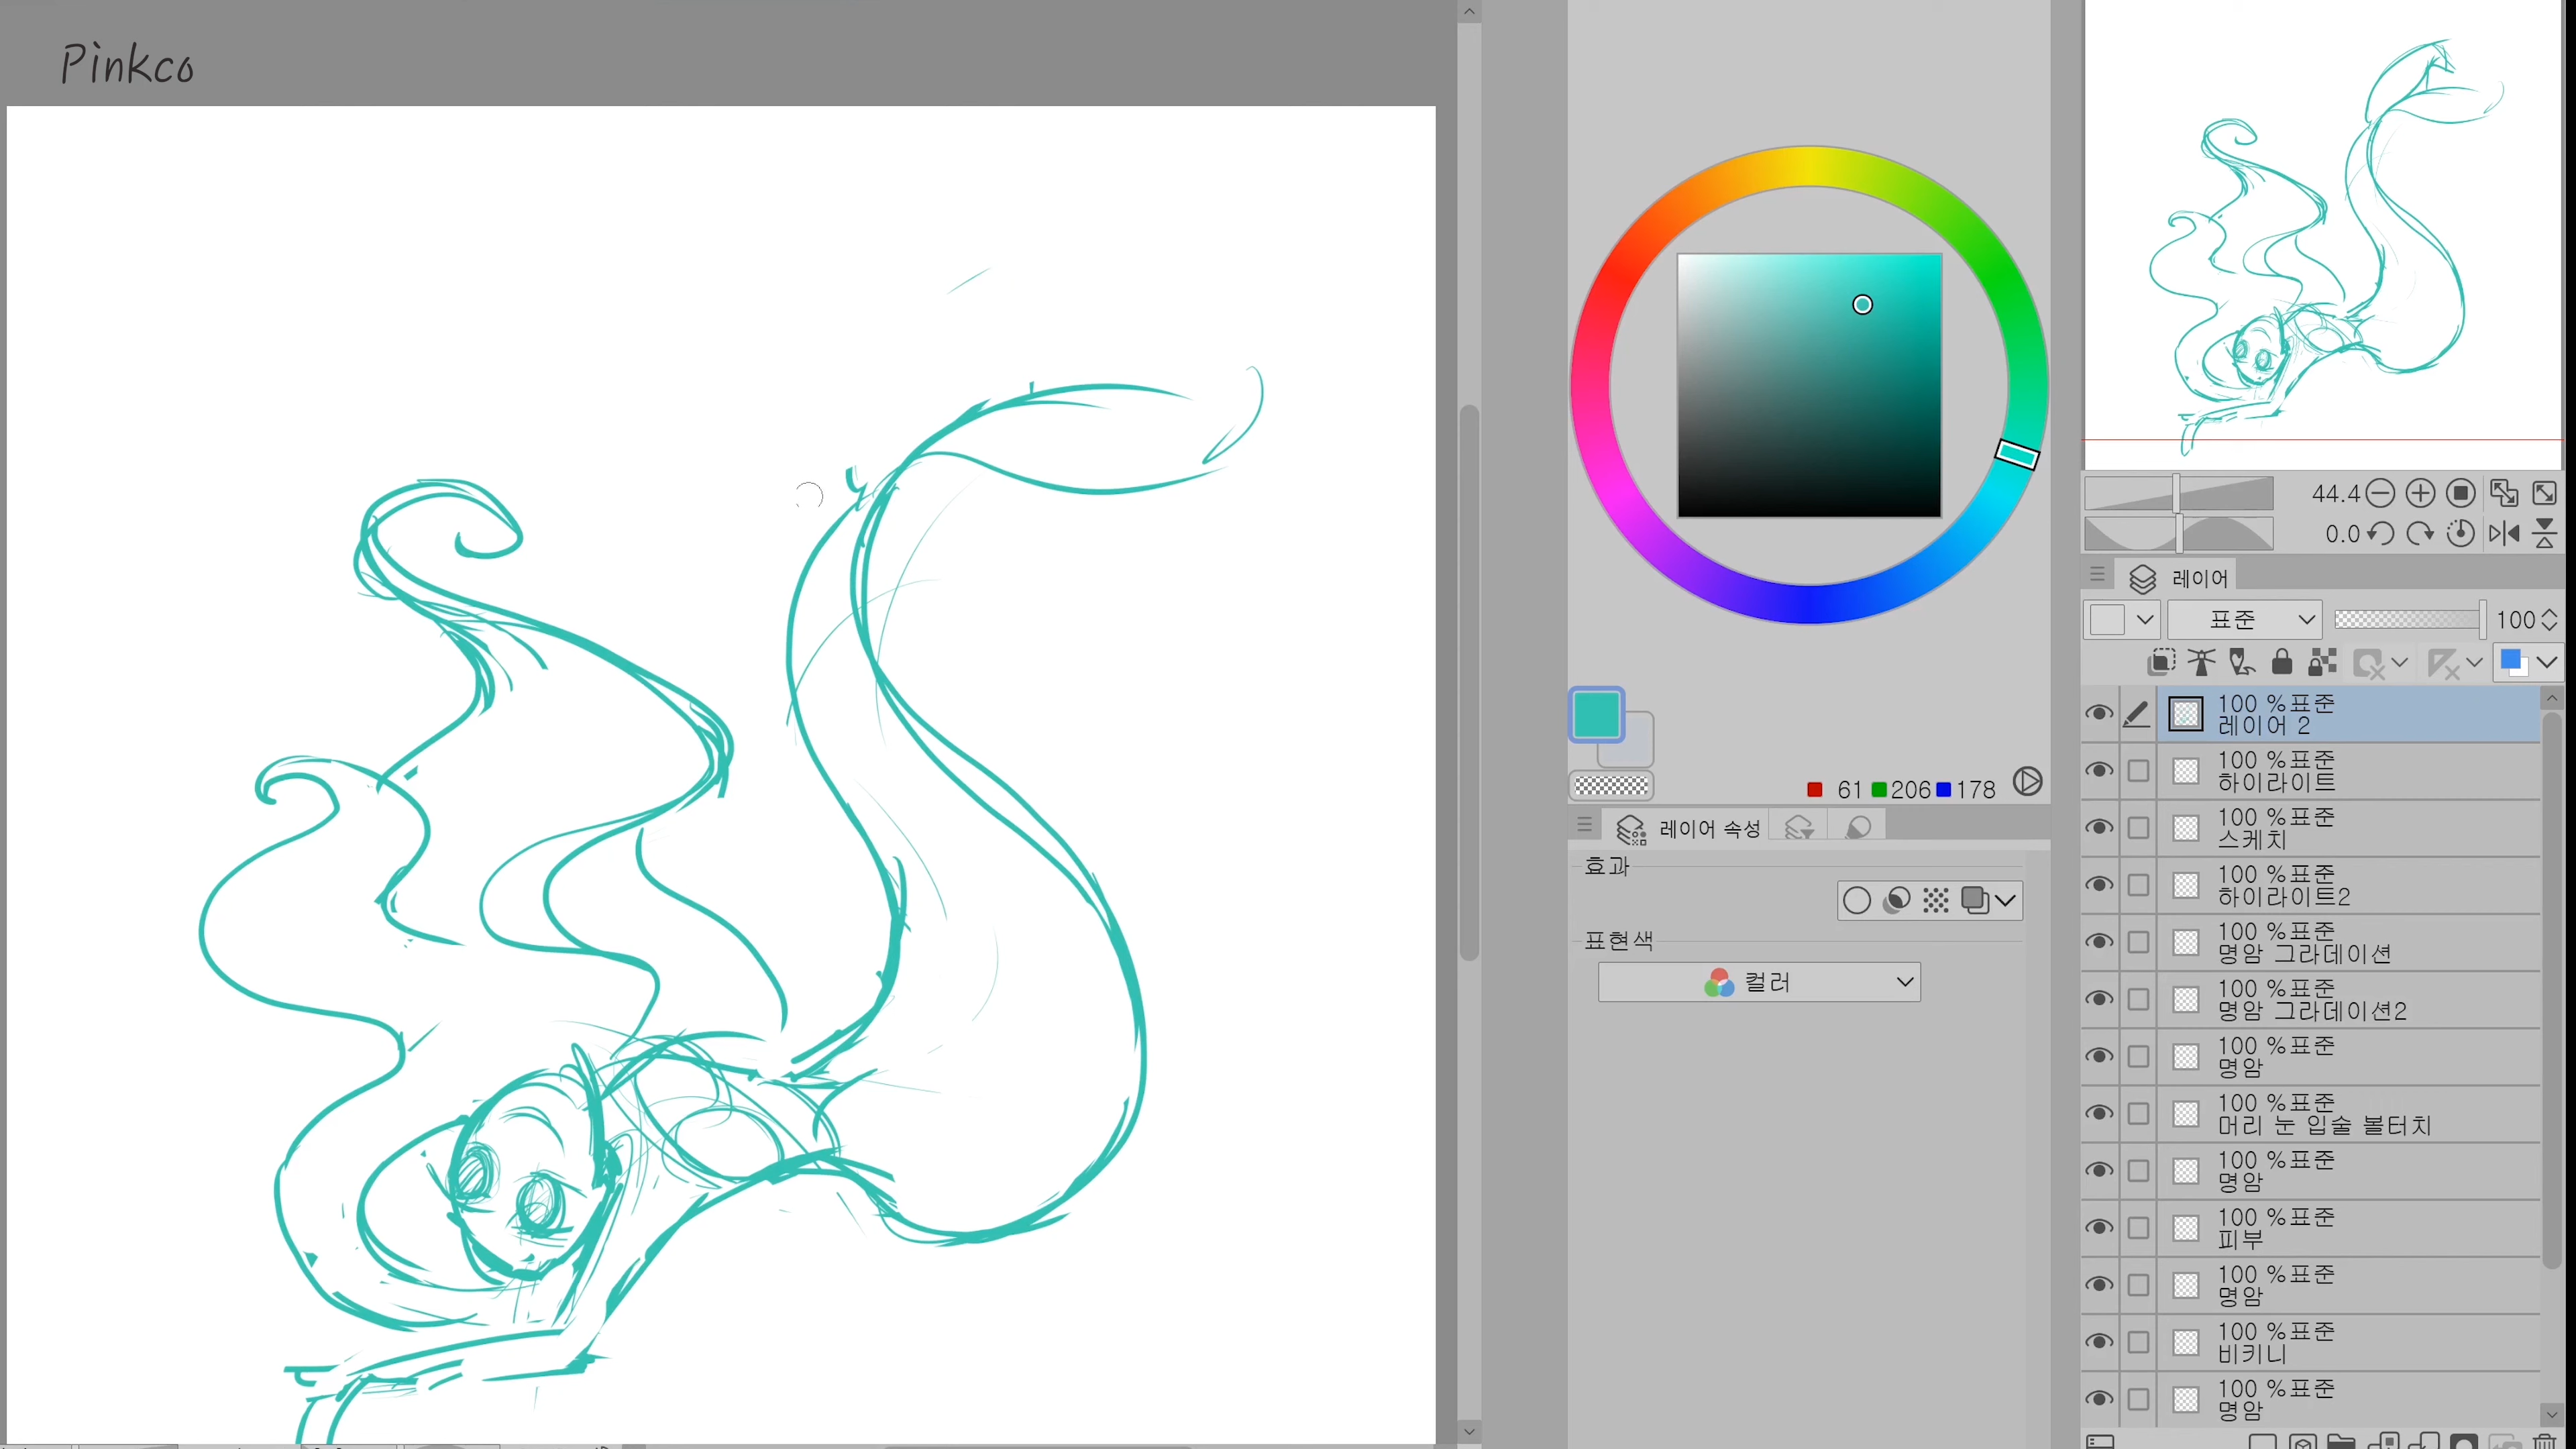 Pinkco
44.4
0.0
레이어
표준 100
100 %표준
레이어 2
100 %표준
하이라이트
100 %표준
스케치
100 %표준
하이라이트2
100 %표준
명암 그라데이션
100 %표준
명암 그라데이션2
100 %표준
명암
100 %표준
머리 눈 입술 볼터치
100 %표준
명암
100 %표준
피부
100 %표준
명암
100 %표준
비키니
100 %표준
명암
61 206 178
레이어 속성
효과
표현색
컬러